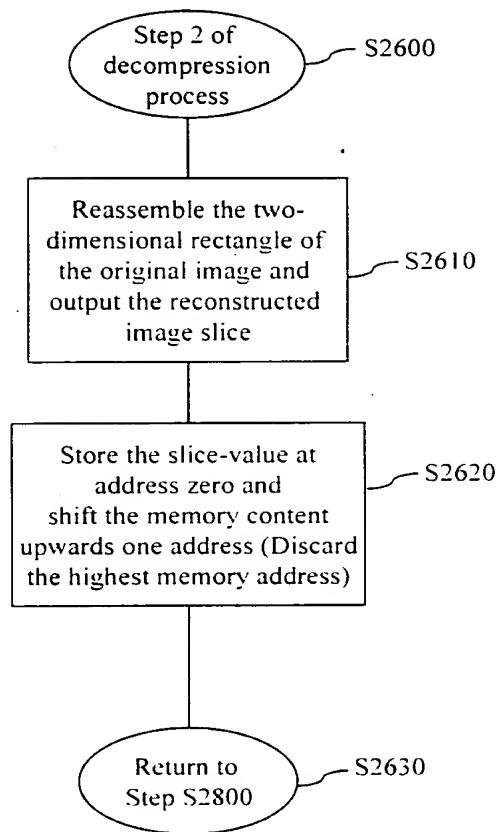 Step 2 of
decompression
process
S2600
Reassemble the two-
dimensional rectangle of
the original image and
output the reconstructed
image slice
S2610
Store the slice-value at
address zero and
shift the memory content
upwards one address (Discard
the highest memory address)
S2620
Return to
Step S2800
S2630